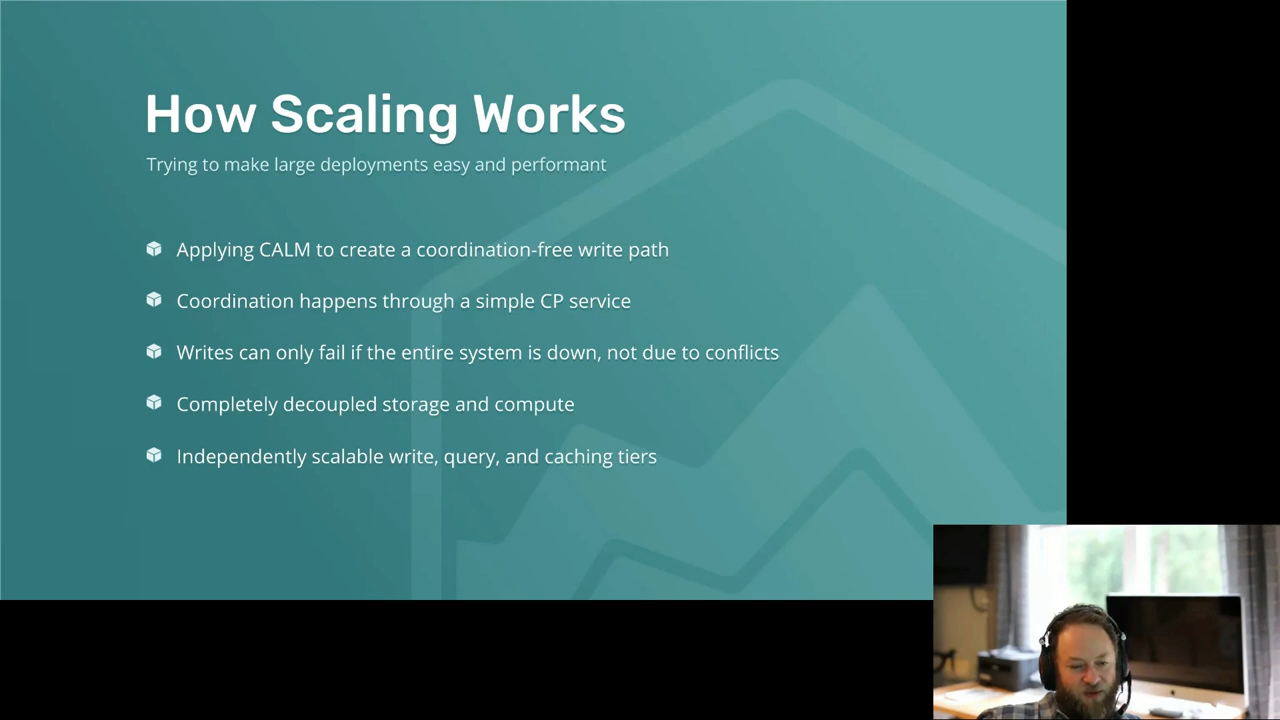 How Scaling Works
Trying to make large deployments easy and performant
Applying CALM to create a coordination-free write path
Coordination happens through a simple CP service
Writes can only fail if the entire system is down, not due to conflicts
Completely decoupled storage and compute
Independently scalable write, query, and caching tiers